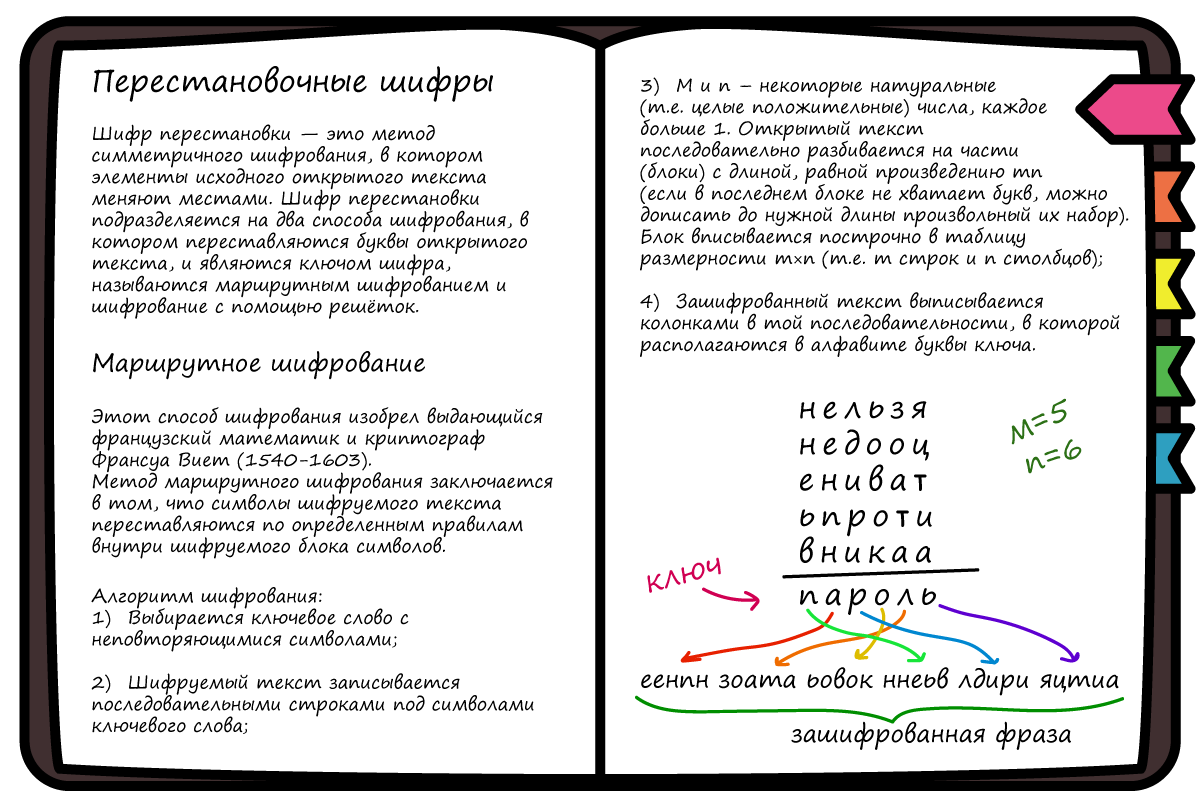 Перестановочные шифры
Шифр перестановки — это метод
симметричного шифрования, в котором
элементы исходного открытого текста
меняют местами. Шифр перестановки
подразделяется на два способа шифрования, в
котором переставляются буквы открытого
текста, и являются ключом шифра,
называются маршрутным шифрованием и
шифрование с помощью решёток.
Маршрутное шифрование
Этот способ шифрования изобрел выдающийся
французский математик и криптограф
Франсуа Виет (1540-1603).
Метод маршрутного шифрования заключается
в том, что символы шифруемого текста
переставляются по определенным правилам
внутри шифруемого блока символов.
Алгоритм шифрования:
1) Выбирается ключевое слово с
неповторяющимися символами;
2) Шифруемый текст записывается
последовательными строками под символами
ключевого слова;
3) М и n – некоторые натуральные
(т.е. целые положительные) числа, каждое
больше 1. Открытый текст
последовательно разбивается на части
(блоки) с длиной, равной произведению mn
(если в последнем блоке не хватает букв, можно
дописать до нужной длины произвольный их набор).
Блок вписывается построчно в таблицу
размерности m×n (т.е. m строк и n столбцов);
4) Зашифрованный текст выписывается
колонками в той последовательности, в которой
располагаются в алфавите буквы ключа.
нельзя
недооц
ениват
ьпроти
вникаа
м=5
n=6
ключ
пароль
еенпн зоата ьовок ннеьв лдири яцтиа
зашифрованная фраза